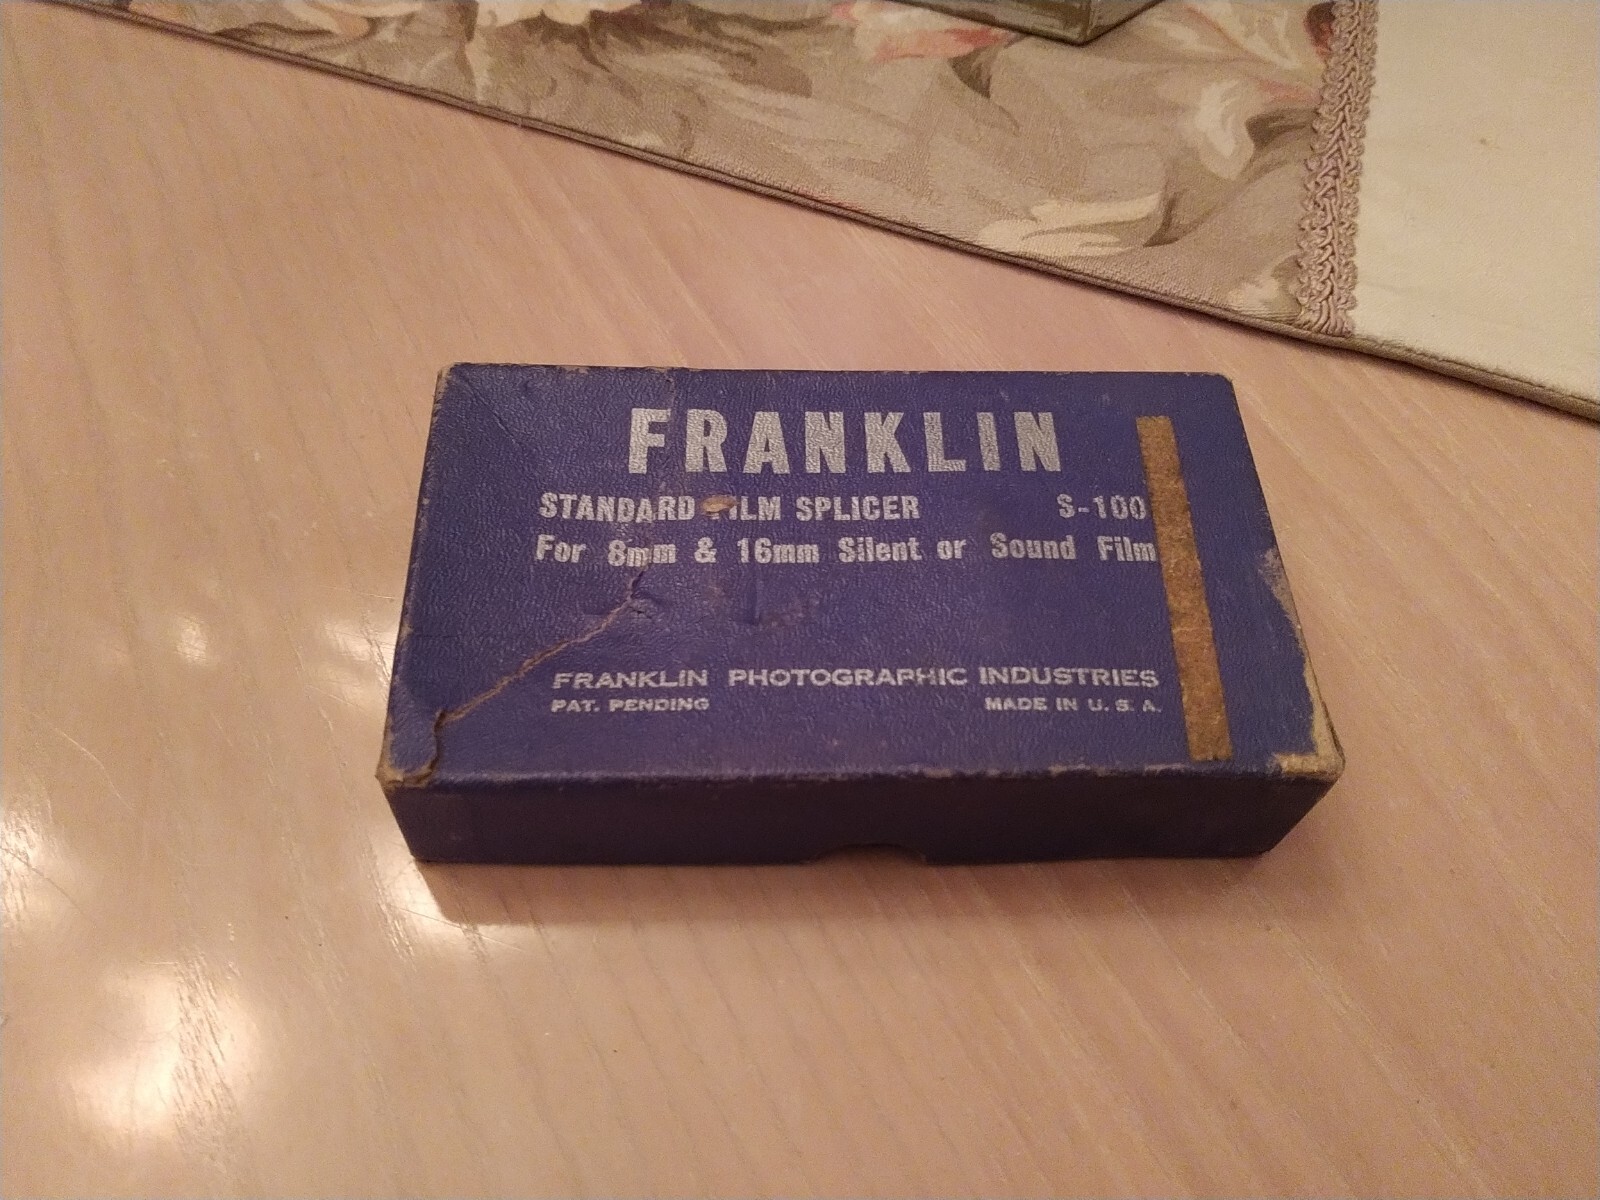 FRANKLIN
STANDARD FILM SPLICER S-100
For 8mm & 16mm Silent or Sound Film
FRANKLIN PHOTOGRAPHIC INDUSTRIES
PAT. PENDING MADE IN U. S. A.